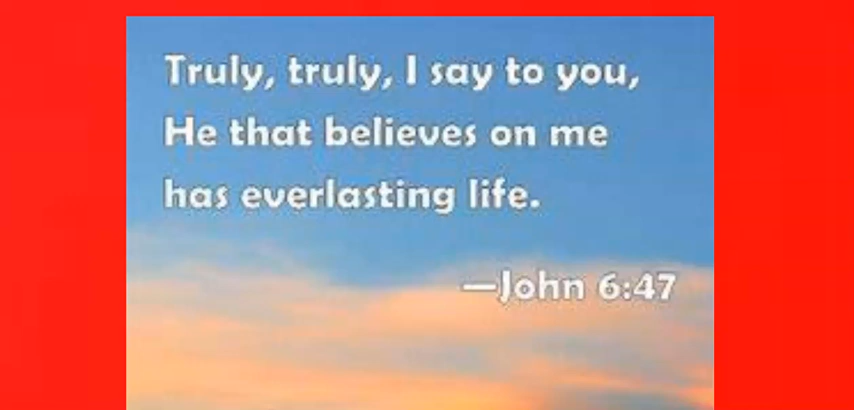 Truly, truly, I say to you,
He that believes on me
has everlasting life.
—John 6:47